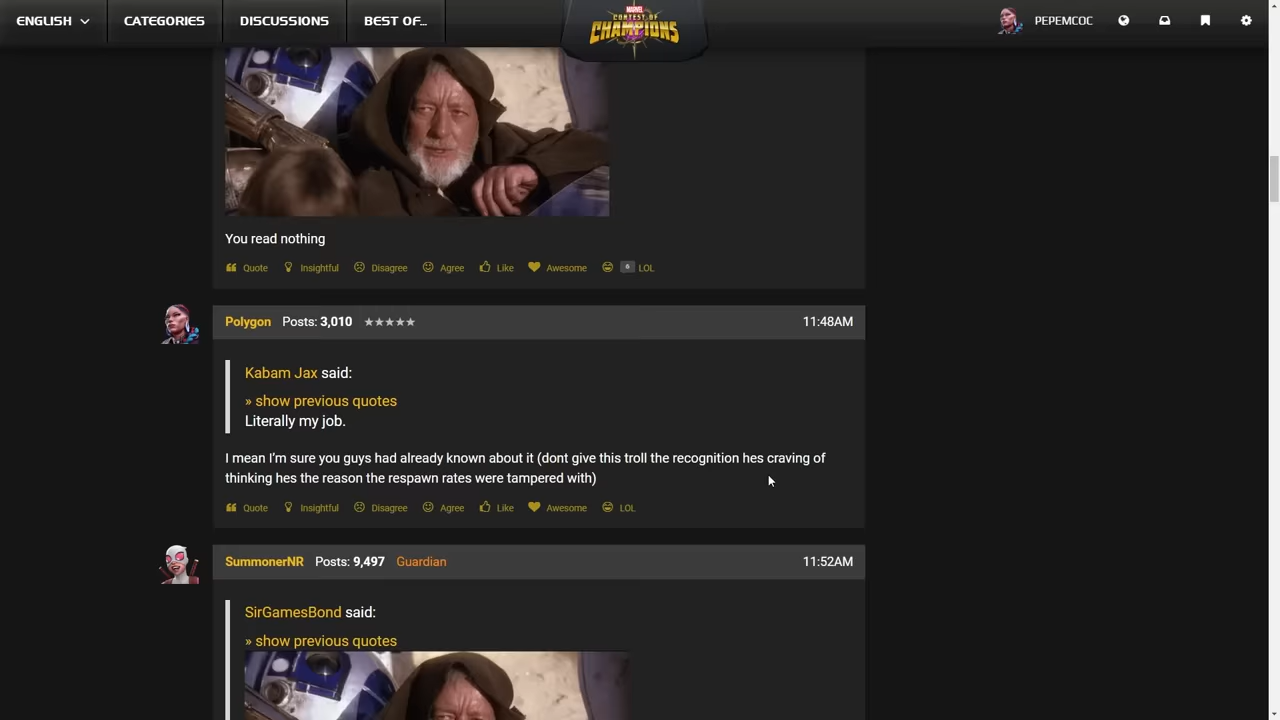 ENGLISH CATEGORIES DISCUSSIONS BEST OF... MARVEL CONTEST OF CHAMPIONS PEPEMCOC
You read nothing
Quote Insightful Disagree Agree Like Awesome 6 LOL
Polygon Posts: 3,010 ★★★★★ 11:48AM
Kabam Jax said:
» show previous quotes
Literally my job.
I mean I'm sure you guys had already known about it (dont give this troll the recognition hes craving of
thinking hes the reason the respawn rates were tampered with)
Quote Insightful Disagree Agree Like Awesome LOL
SummonerNR Posts: 9,497 Guardian 11:52AM
SirGamesBond said:
» show previous quotes